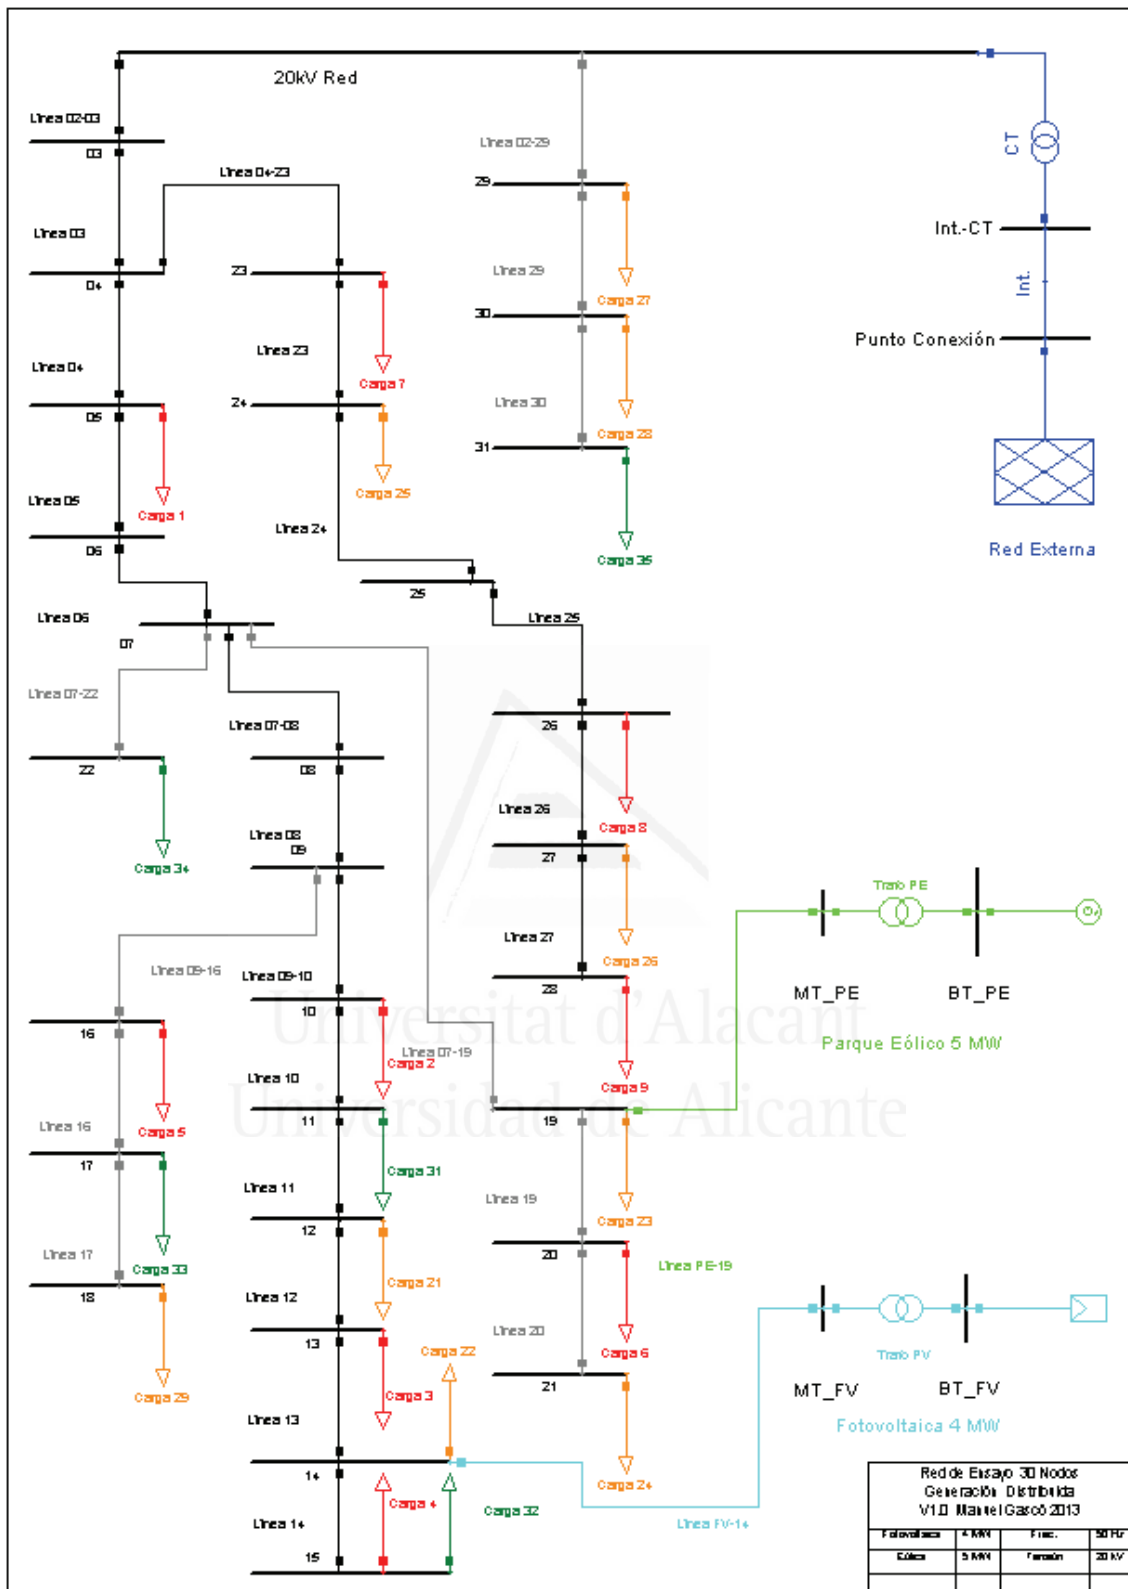 20kV Red
Línea 02-03
03
Línea 02-29
CT
Línea 04-23
29
Línea 03
Int.-CT
04
23
Línea 29
Int.
Carga 27
30
Punto Conexión
Línea 04
Línea 23
Carga 7
05
24
Línea 30
Carga 28
31
Carga 25
Línea 05
Carga 1
Línea 24
06
Red Externa
Carga 35
25
Línea 06
Línea 25
07
Línea 07-22
Línea 07-08
26
22
08
Línea 26
Carga 8
Línea 08
09
27
Carga 34
Trafo PE
Línea 27
Carga 26
Línea 09-16
Línea 09-10
28
MT_PE
BT_PE
10
Universitat d'Alacant
16
Parque Eólico 5 MW
Línea 07-19
Carga 2
Línea 10
Carga 9
Universidad de Alicante
Línea 16
Carga 5
11
19
17
Carga 31
Línea 11
Línea 19
Carga 23
12
Línea 17
20
Carga 33
Línea PE-19
Carga 21
18
Línea 12
13
Línea 20
Carga 22
Carga 6
Trafo PV
21
Carga 29
Carga 3
MT_FV
BT_FV
Línea 13
Fotovoltaica 4 MW
14
Carga 24
Carga 4
Carga 32
Línea 14
Línea FV-14
15
Red de Ensayo 30 Nodos
Generación Distribuida
V1.0 Manuel Gascó 2013
Fotovoltaica 4 MW Frec. 50 Hz
Eólica 5 MW Tensión 20 kV